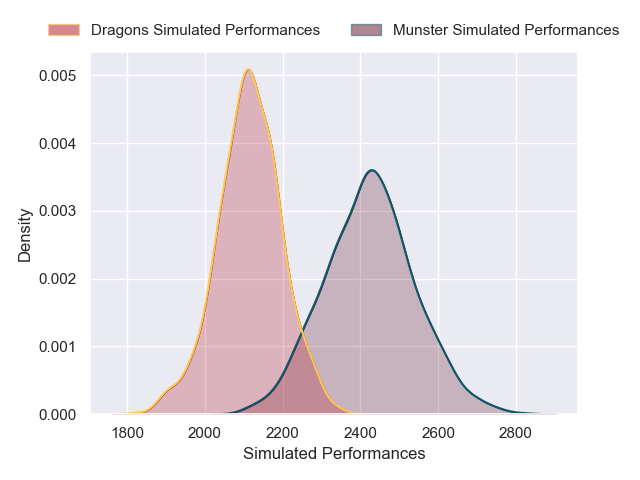 Dragons Simulated Performances Munster Simulated Performances
0.005
0.004
0.003
0.002
0.001
0.000
Density
1800 2000 2200 2400 2600 2800
Simulated Performances